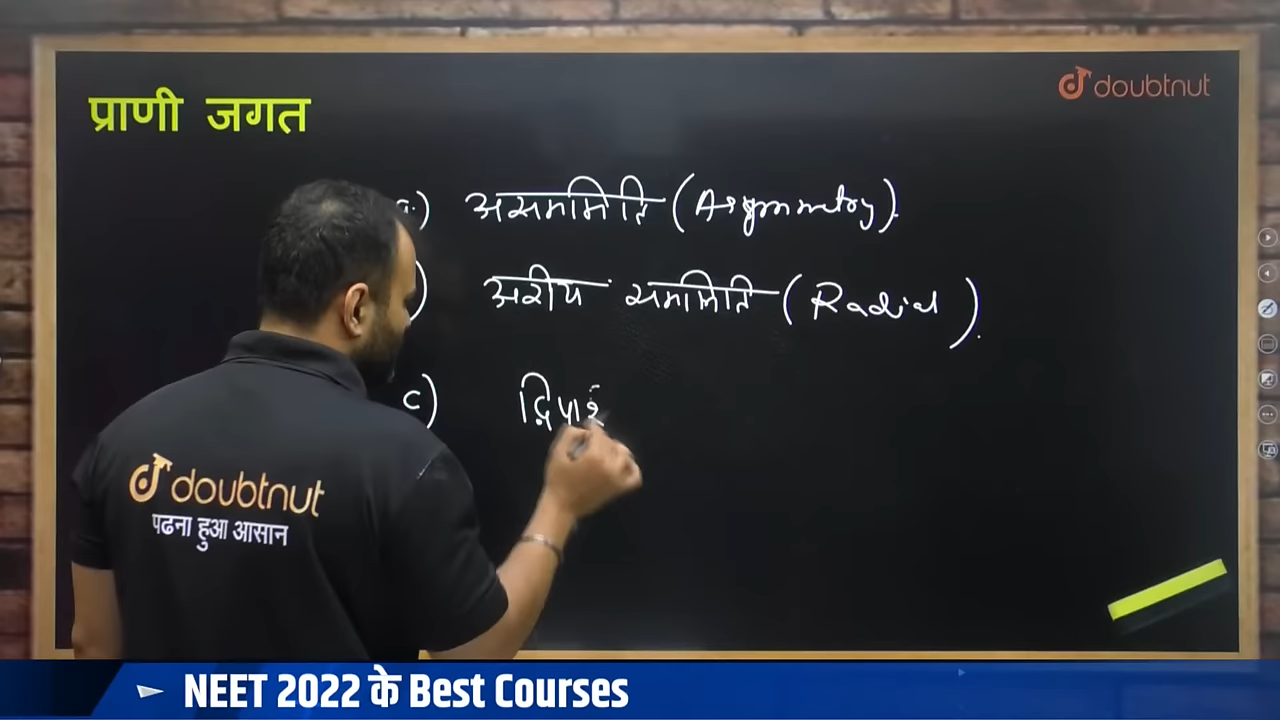 प्राणी जगत
doubtnut
a.) असममिति (Asymmetry).
) अरीय सममिति (Radial).
c) द्विपार्
doubtnut
पढना हुआ आसान
NEET 2022 के Best Courses